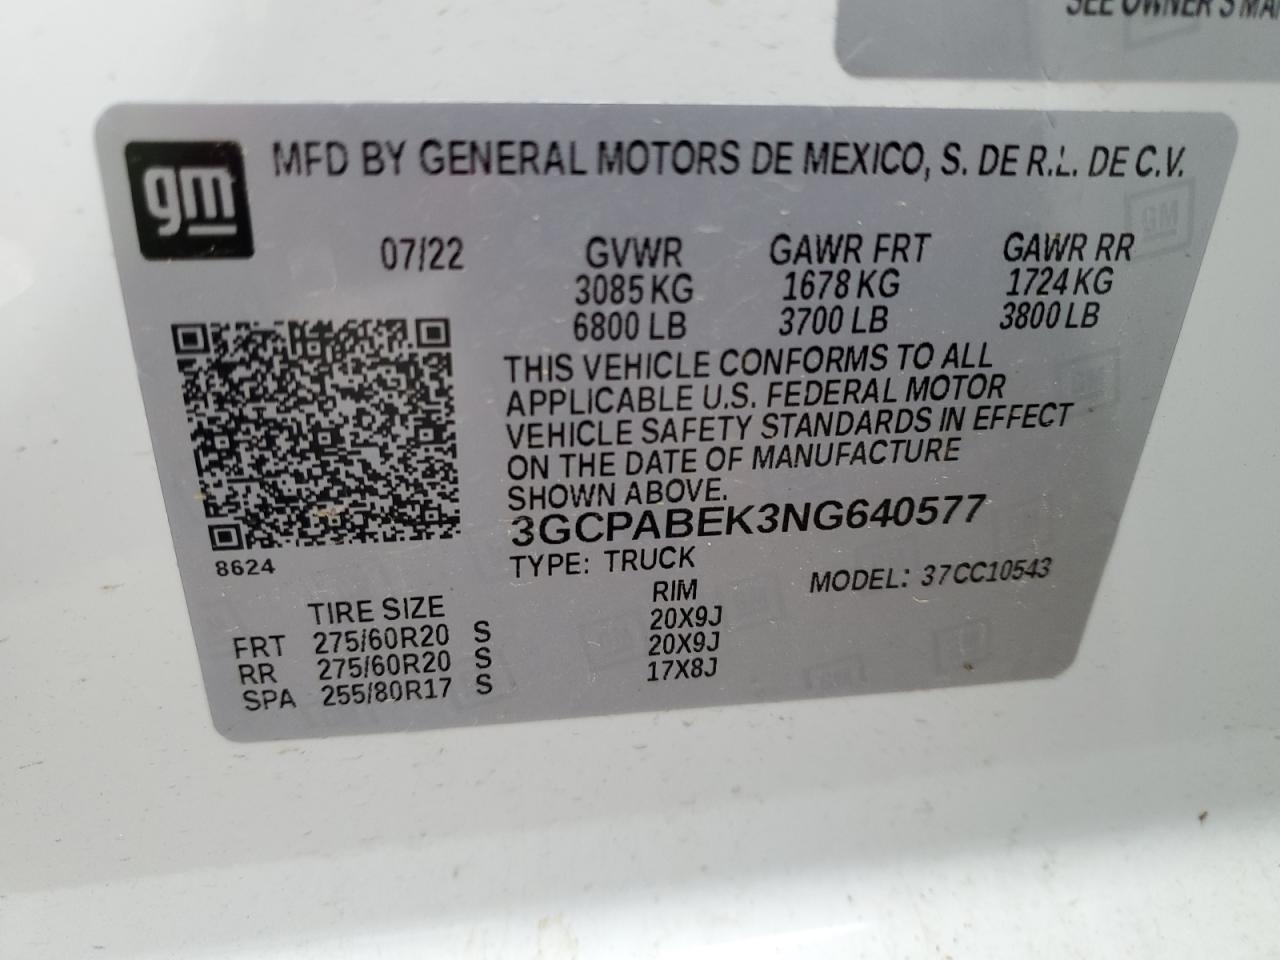 SEE OWNER'S MA
gm MFD BY GENERAL MOTORS DE MEXICO, S. DE R.L. DE C.V.
07/22 GVWR GAWR FRT GAWR RR
3085 KG 1678 KG 1724 KG
6800 LB 3700 LB 3800 LB
THIS VEHICLE CONFORMS TO ALL
APPLICABLE U.S. FEDERAL MOTOR
VEHICLE SAFETY STANDARDS IN EFFECT
ON THE DATE OF MANUFACTURE
SHOWN ABOVE.
3GCPABEK3NG640577
8624 TYPE: TRUCK MODEL: 37CC10543
TIRE SIZE RIM
FRT 275/60R20 S 20X9J
RR 275/60R20 S 20X9J
SPA 255/80R17 S 17X8J